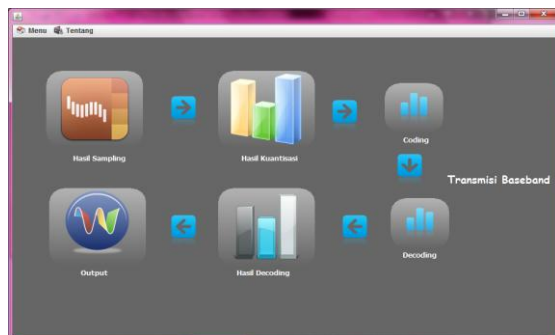 Menu Tentang
Hasil Sampling
Hasil Kuantisasi
Coding
Transmisi Baseband
Output
Hasil Decoding
Decoding